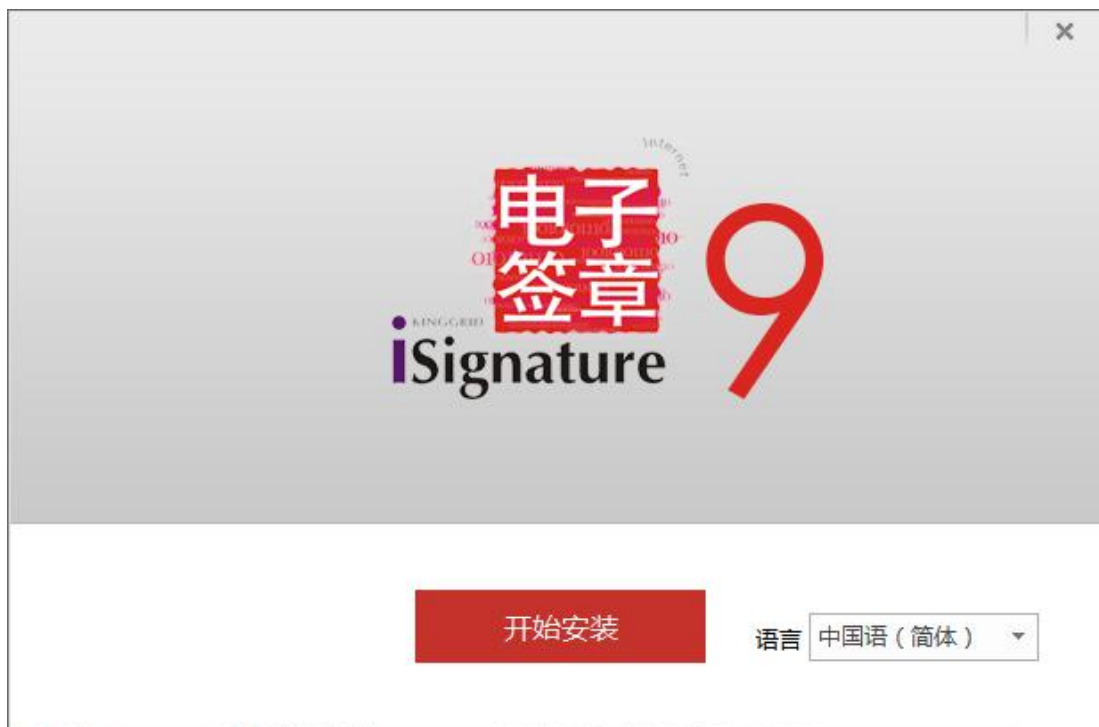 Internet
电子
签章
KINGGRID
iSignature
9
开始安装
语言 中国语（简体）